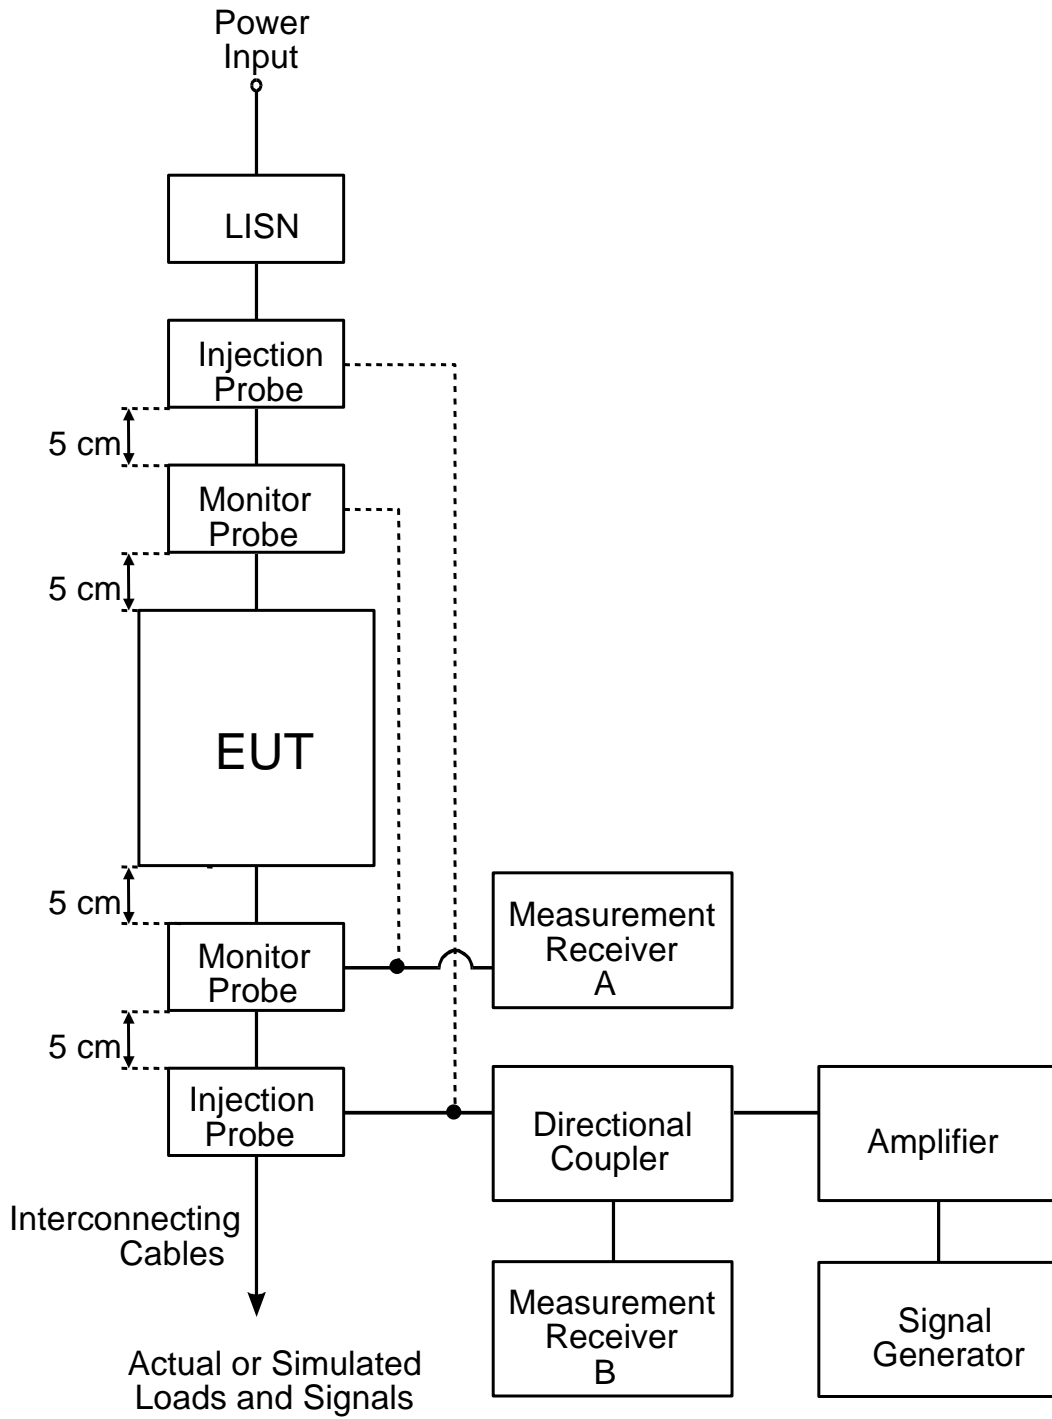 Power
Input
LISN
Injection
Probe
5 cm
Monitor
Probe
5 cm
EUT
5 cm
Monitor
Probe
Measurement
Receiver
A
5 cm
Injection
Probe
Directional
Coupler
Amplifier
Interconnecting
Cables
Measurement
Receiver
B
Signal
Generator
Actual or Simulated
Loads and Signals